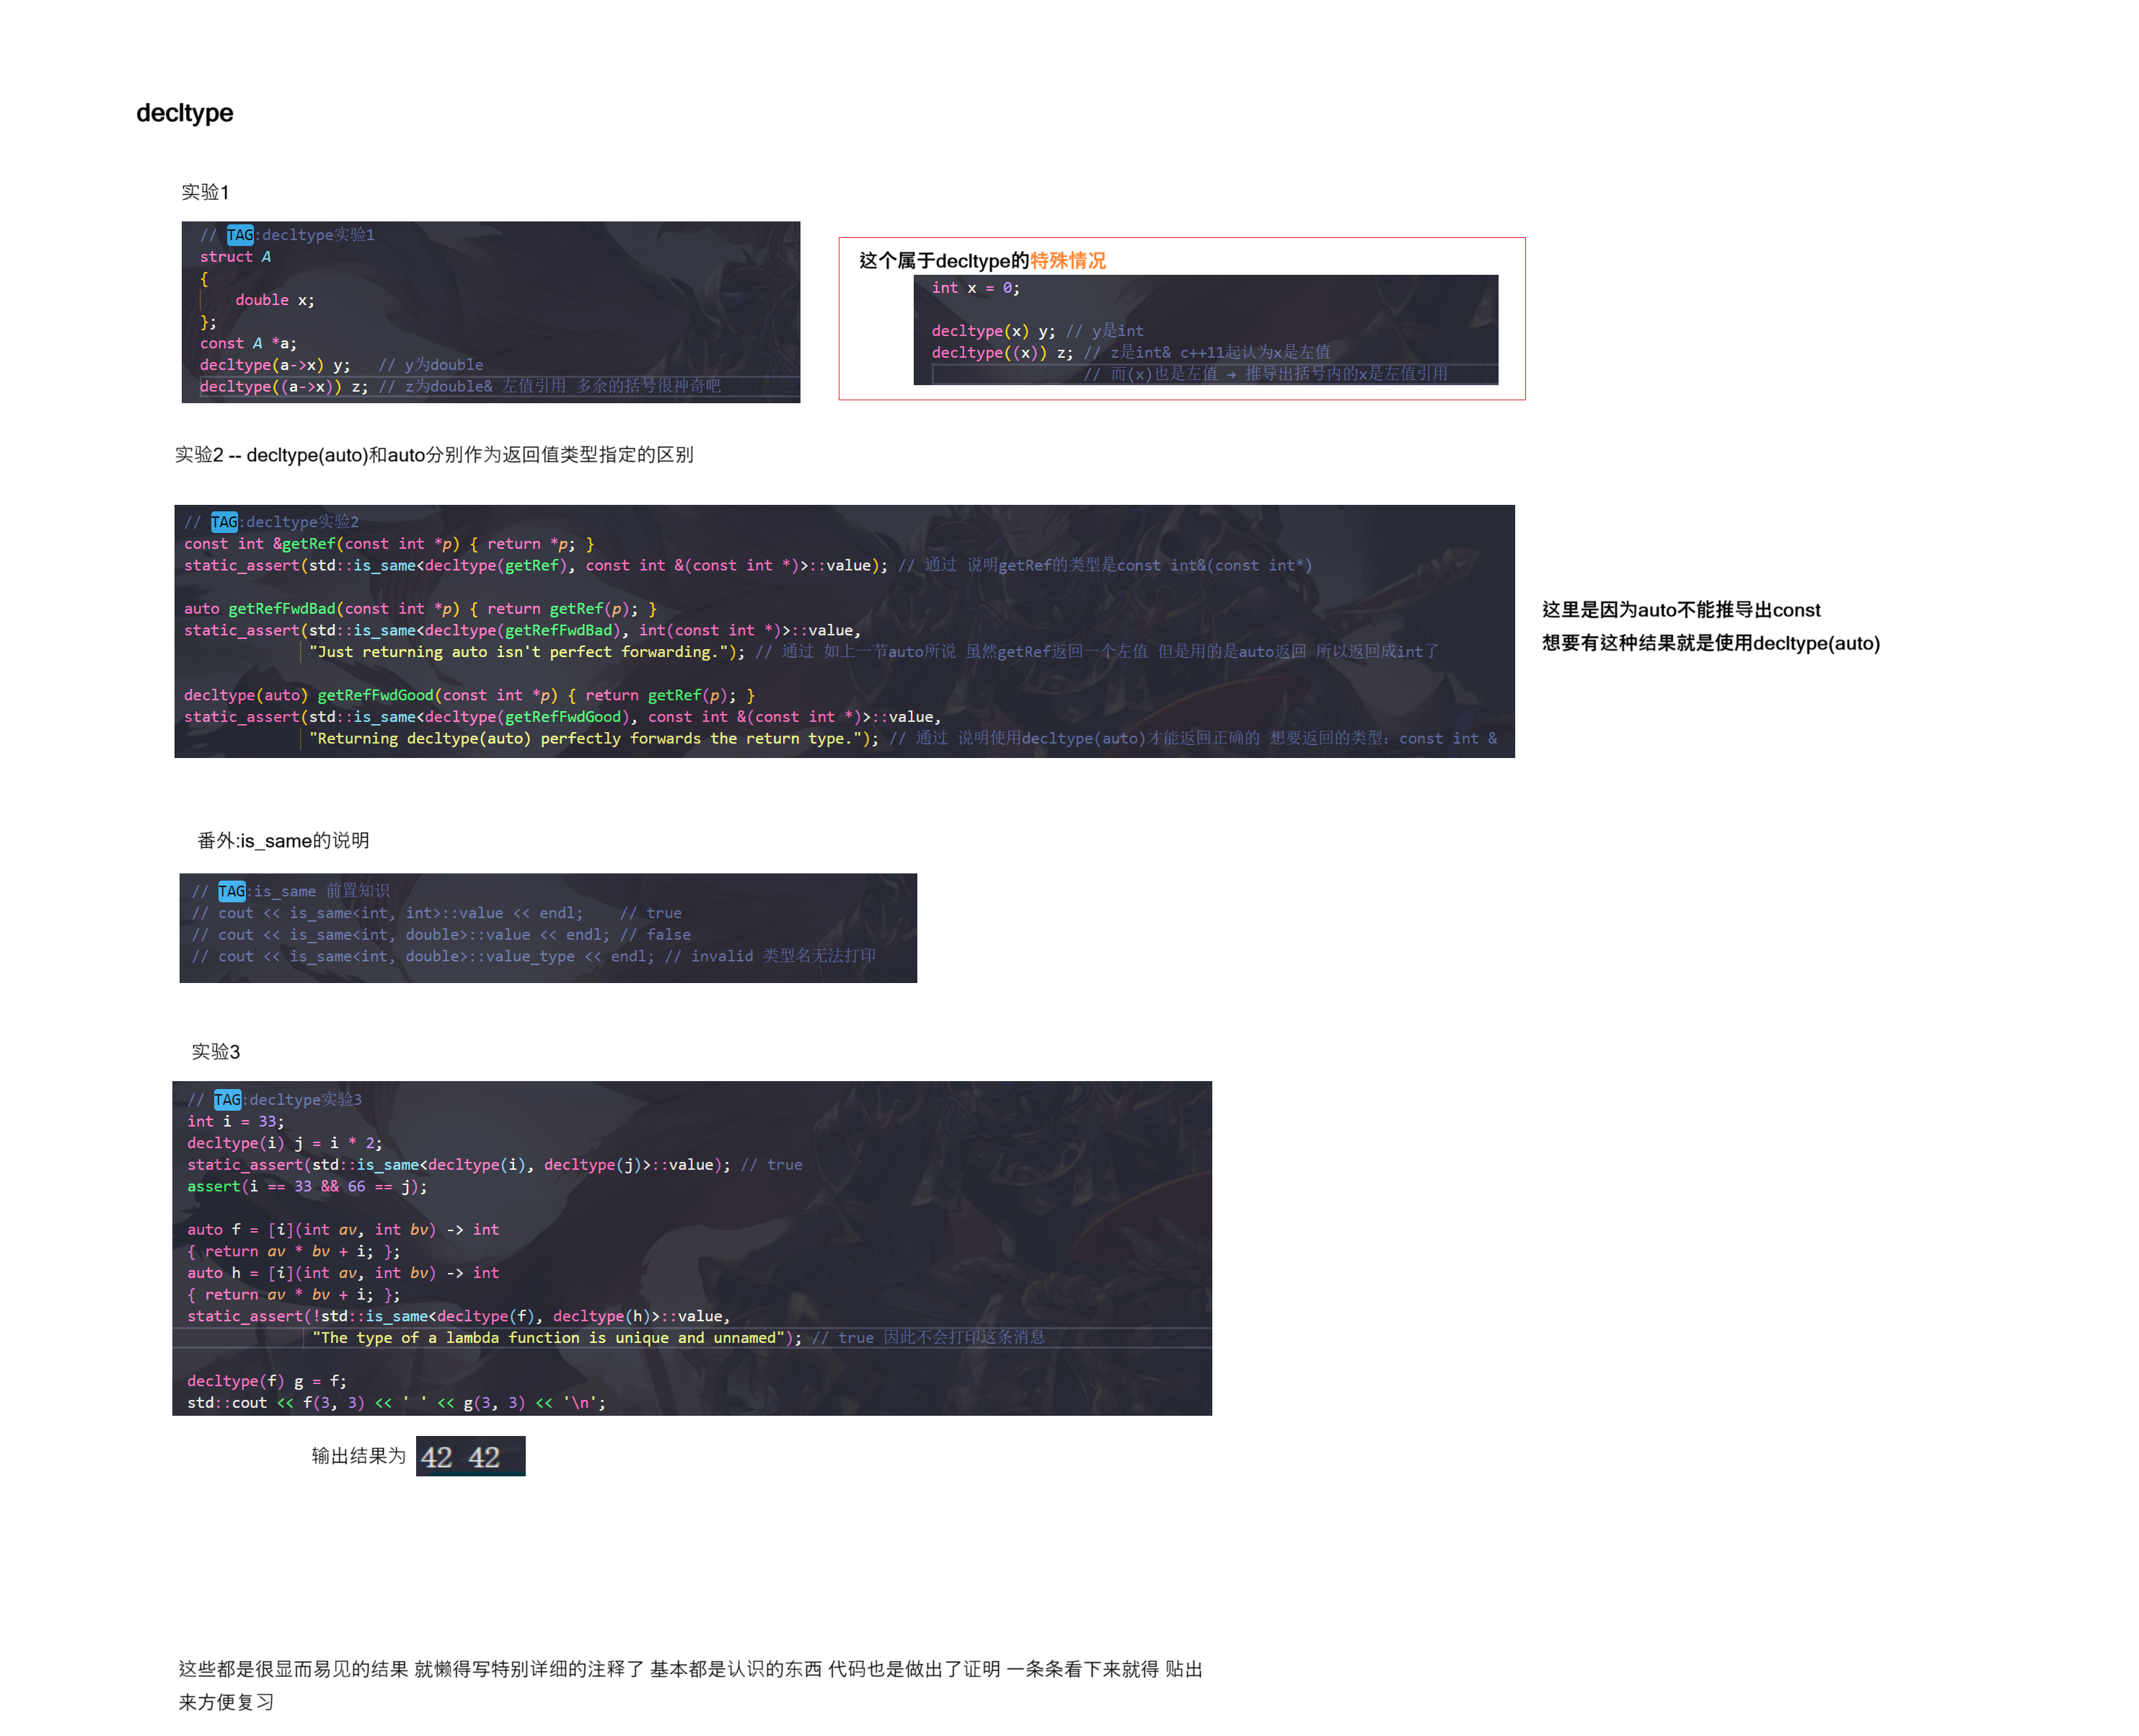 decltype
实验1
// TAG:decltype实验1
struct A
{
    double x;
};
const A *a;
decltype(a->x) y;   // y为double
decltype((a->x)) z; // z为double& 左值引用 多余的括号很神奇吧
这个属于decltype的特殊情况
int x = 0;
decltype(x) y; // y是int
decltype((x)) z; // z是int& c++11起认为x是左值
// 而(x)也是左值 → 推导出括号内的x是左值引用
实验2 -- decltype(auto)和auto分别作为返回值类型指定的区别
// TAG:decltype实验2
const int &getRef(const int *p) { return *p; }
static_assert(std::is_same<decltype(getRef), const int &(const int *)>::value); // 通过 说明getRef的类型是const int&(const int*)
auto getRefFwdBad(const int *p) { return getRef(p); }
static_assert(std::is_same<decltype(getRefFwdBad), int(const int *)>::value,
"Just returning auto isn't perfect forwarding."); // 通过 如上一节auto所说 虽然getRef返回一个左值 但是用的是auto返回 所以返回成int了
decltype(auto) getRefFwdGood(const int *p) { return getRef(p); }
static_assert(std::is_same<decltype(getRefFwdGood), const int &(const int *)>::value,
"Returning decltype(auto) perfectly forwards the return type."); // 通过 说明使用decltype(auto)才能返回正确的 想要返回的类型: const int &
这里是因为auto不能推导出const
想要有这种结果就是使用decltype(auto)
番外:is_same的说明
// TAG:is_same 前置知识
// cout << is_same<int, int>::value << endl;    // true
// cout << is_same<int, double>::value << endl; // false
// cout << is_same<int, double>::value_type << endl; // invalid 类型名无法打印
实验3
// TAG:decltype实验3
int i = 33;
decltype(i) j = i * 2;
static_assert(std::is_same<decltype(i), decltype(j)>::value); // true
assert(i == 33 && 66 == j);
auto f = [i](int av, int bv) -> int
{ return av * bv + i; };
auto h = [i](int av, int bv) -> int
{ return av * bv + i; };
static_assert(!std::is_same<decltype(f), decltype(h)>::value,
"The type of a lambda function is unique and unnamed"); // true 因此不会打印这条消息
decltype(f) g = f;
std::cout << f(3, 3) << ' ' << g(3, 3) << '\n';
输出结果为 42 42
这些都是很显而易见的结果 就懒得写特别详细的注释了 基本都是认识的东西 代码也是做出了证明 一条条看下来就得 贴出
来方便复习